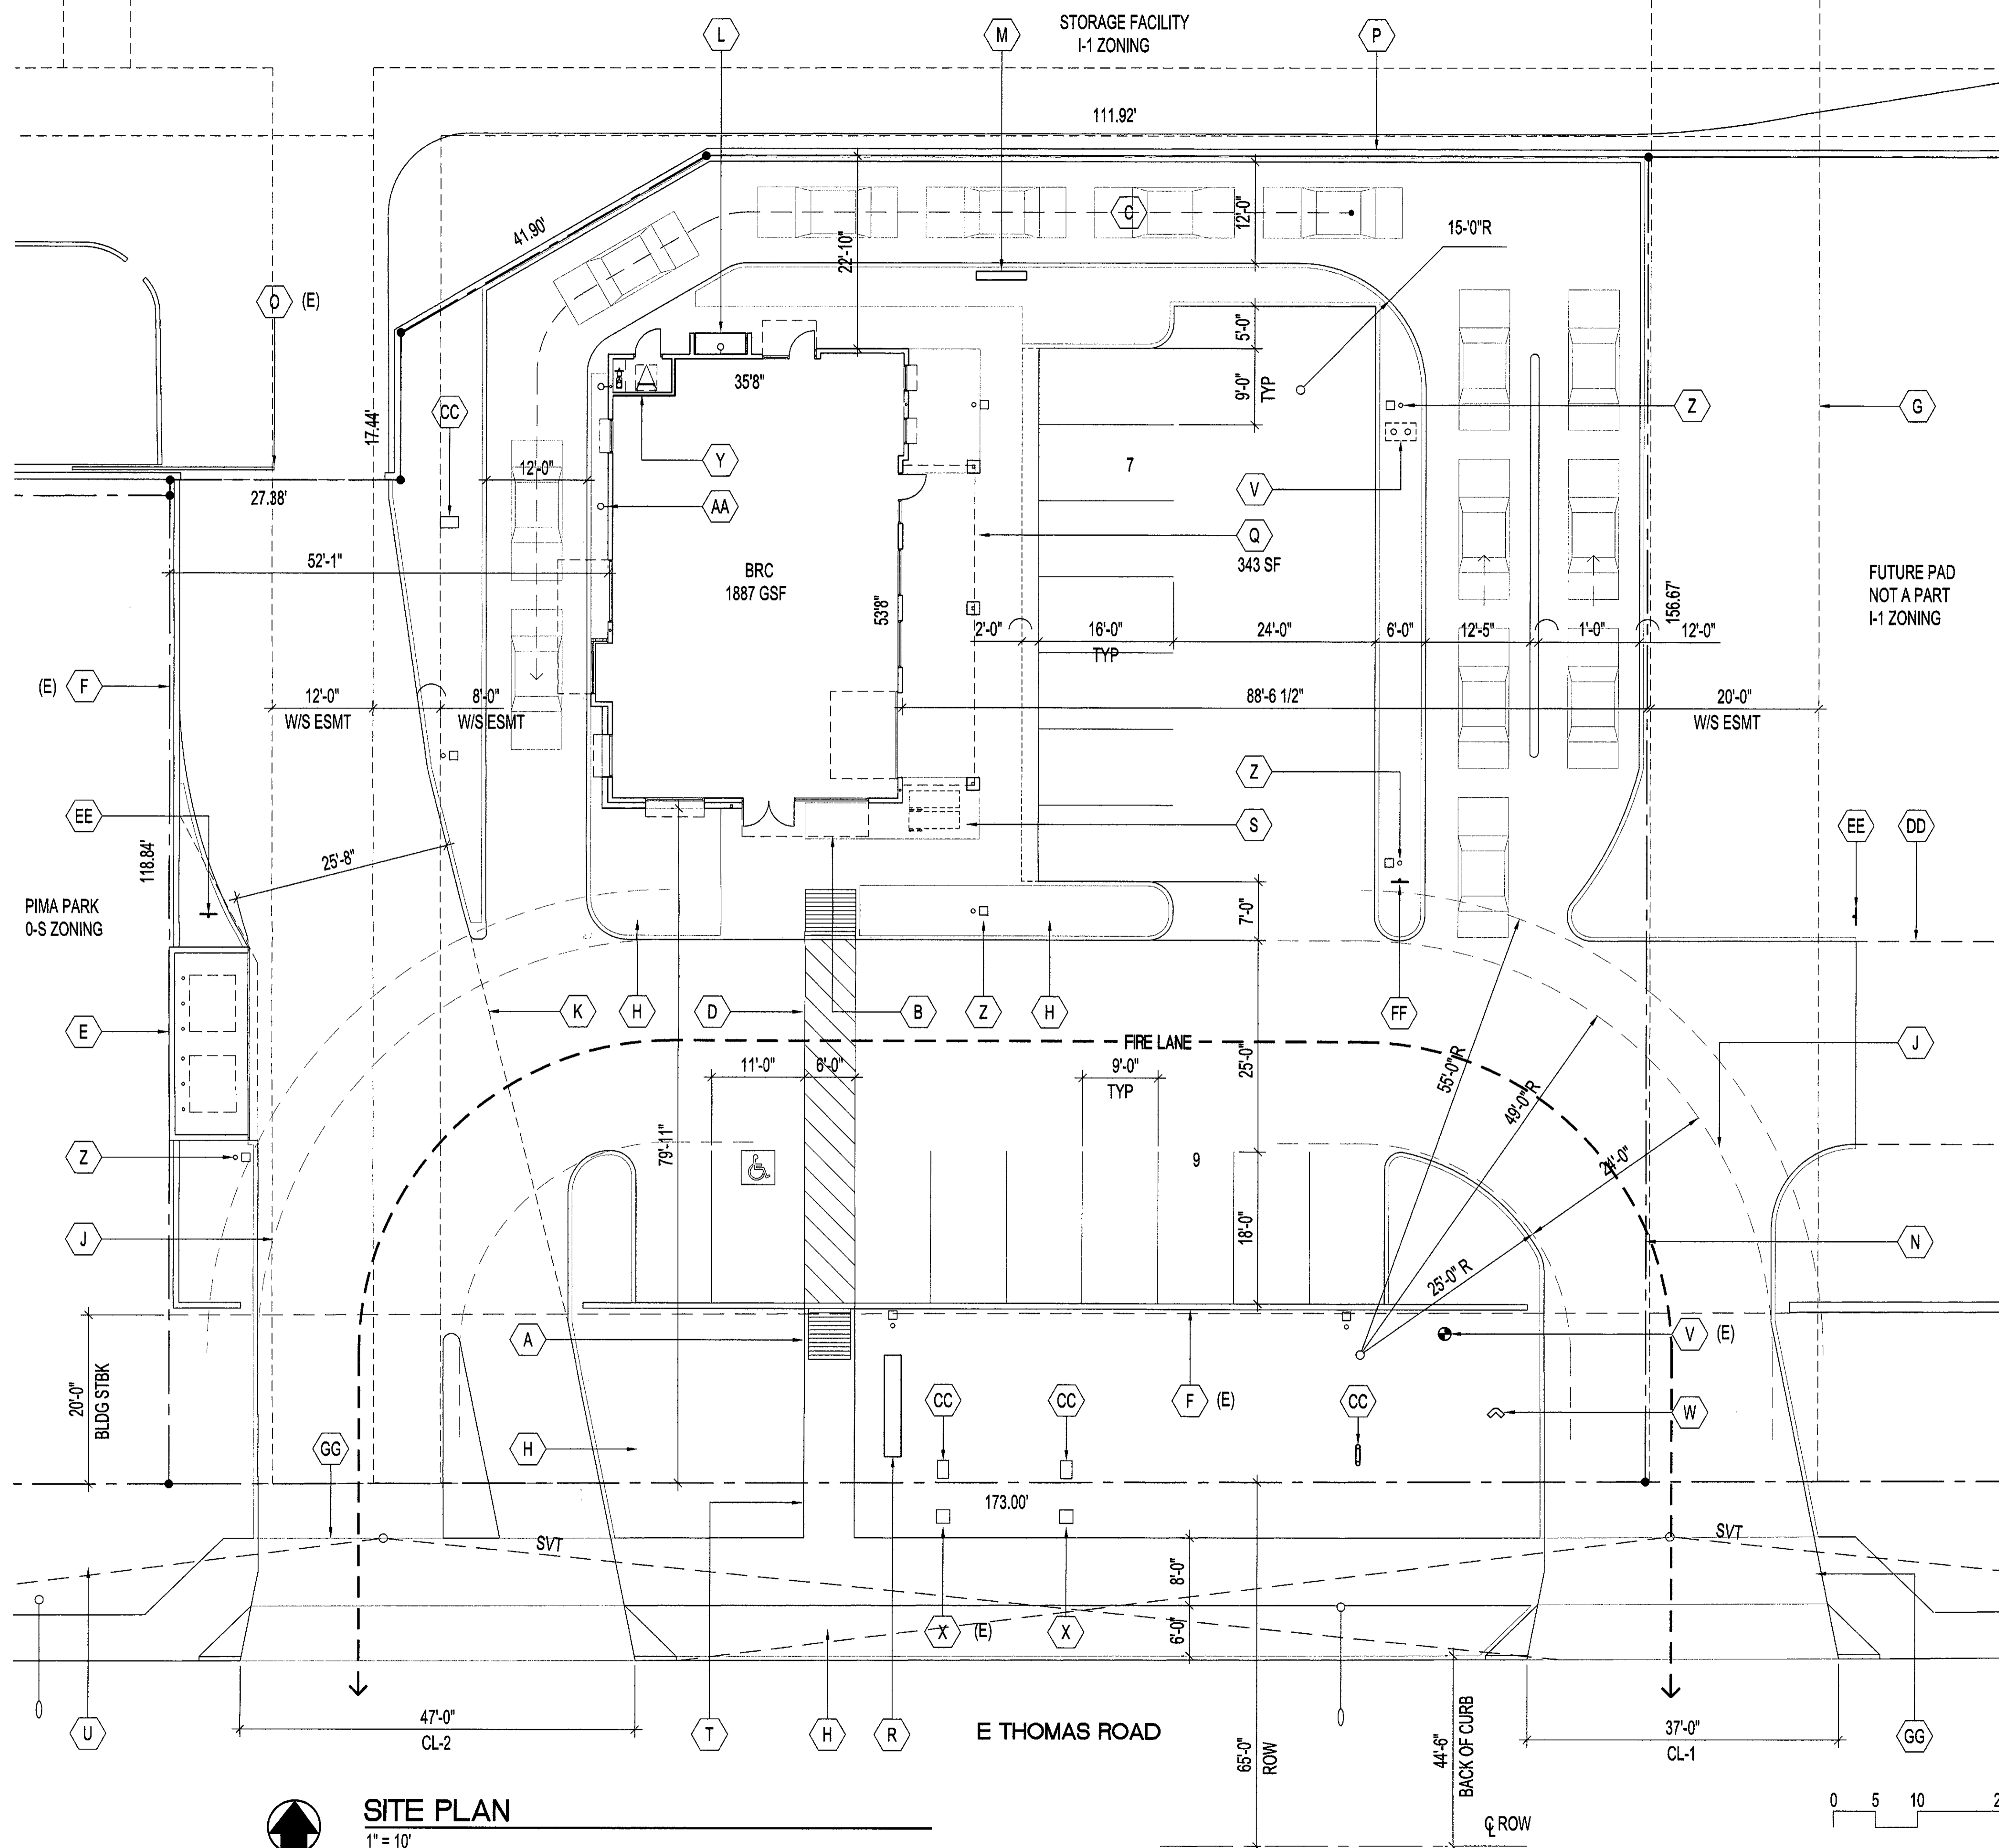 STORAGE FACILITY
I-1 ZONING
L
M
P
111.92'
41.90'
22'-10"
C
12'-0"
15-'0"R
O (E)
5'-0"
9'-0"
TYP
35'8"
17.44'
CC
Z
G
Y
7
V
27.38'
12'-0"
AA
Q
343 SF
52'-1"
BRC
1887 GSF
53'8"
FUTURE PAD
NOT A PART
I-1 ZONING
156.67'
2'-0"
16'-0"
TYP
24'-0"
6'-0"
12'-5"
1'-0"
12'-0"
(E) F
12'-0"
W/S ESMT
8'-0"
W/S ESMT
88'-6 1/2"
20'-0"
W/S ESMT
Z
EE
S
EE
DD
118.84'
25'-8"
PIMA PARK
0-S ZONING
7'-0"
E
K
H
D
B
Z
H
FF
FIRE LANE
J
11'-0"
6'-0"
9'-0"
TYP
25'-0"
55'-0" R
49'-0" R
79'-11"
24'-0"
Z
9
J
18'-0"
25'-0" R
N
A
V (E)
20'-0"
BLDG STBK
CC
CC
F (E)
CC
W
GG
H
173.00'
SVT
SVT
8'-0"
6'-0"
X (E)
X
47'-0"
CL-2
U
T
H
R
E THOMAS ROAD
65'-0"
ROW
44'-6"
BACK OF CURB
37'-0"
CL-1
GG
SITE PLAN
1" = 10'
℄ ROW
0 5 10 2